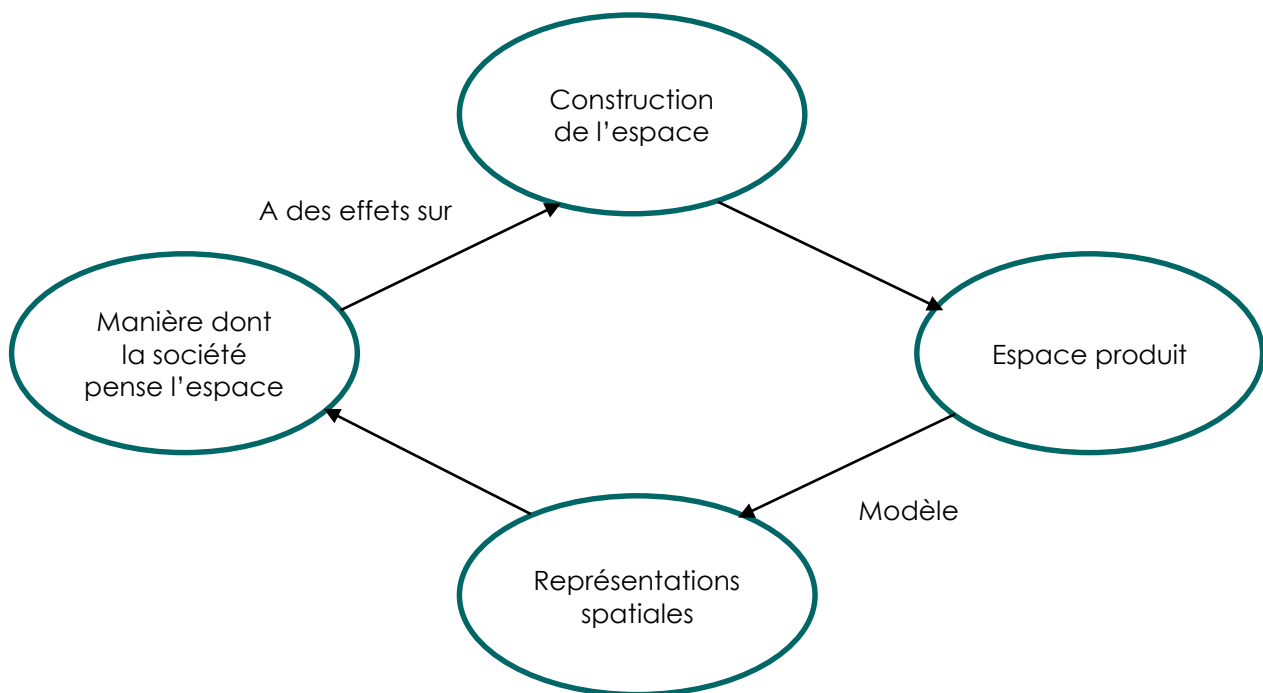 Construction
de l’espace
A des effets sur
Manière dont
la société
pense l’espace
Espace produit
Modèle
Représentations
spatiales